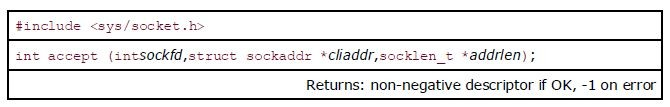 #include <sys/socket.h>
int accept (intsockfd,struct sockaddr *cliaddr,socklen_t *addrlen);
Returns: non-negative descriptor if OK, -1 on error